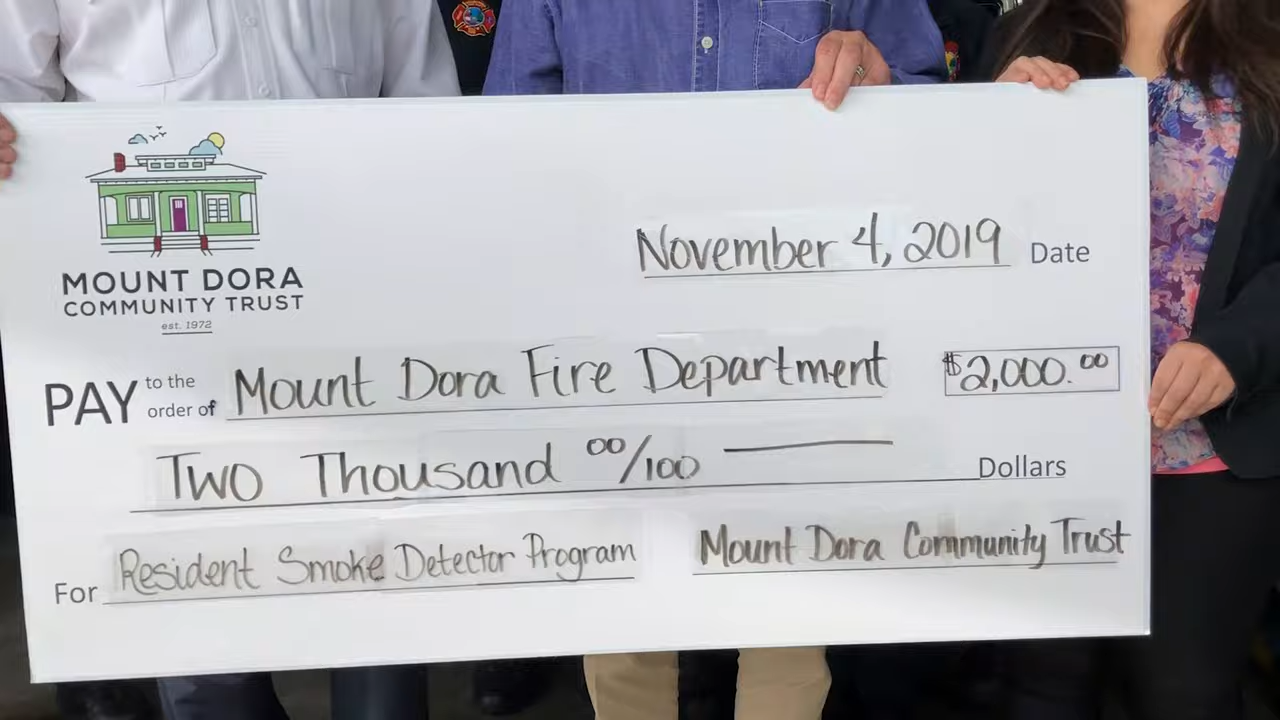 MOUNT DORA
COMMUNITY TRUST
est. 1972
November 4, 2019 Date
PAY to the order of Mount Dora Fire Department $2,000.00
Two Thousand 00/100 Dollars
For Resident Smoke Detector Program Mount Dora Community Trust